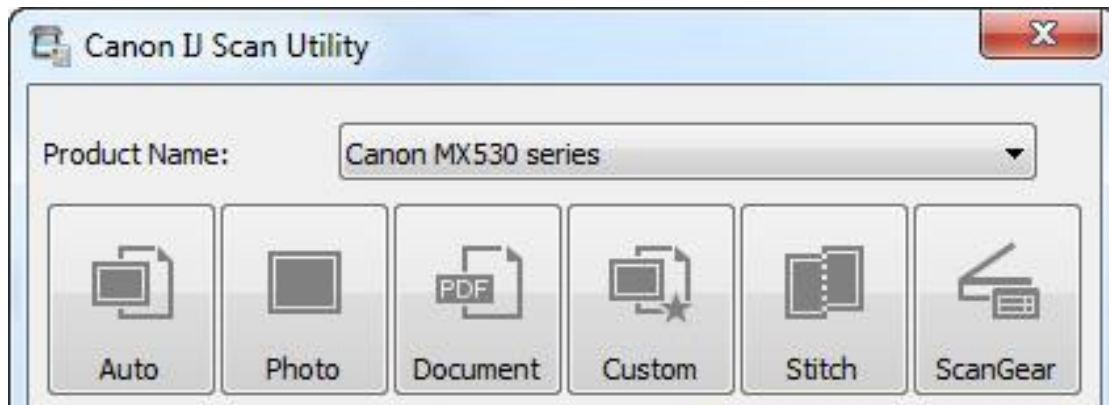 Canon IJ Scan Utility
Product Name: Canon MX530 series
PDF
Auto Photo Document Custom Stitch ScanGear